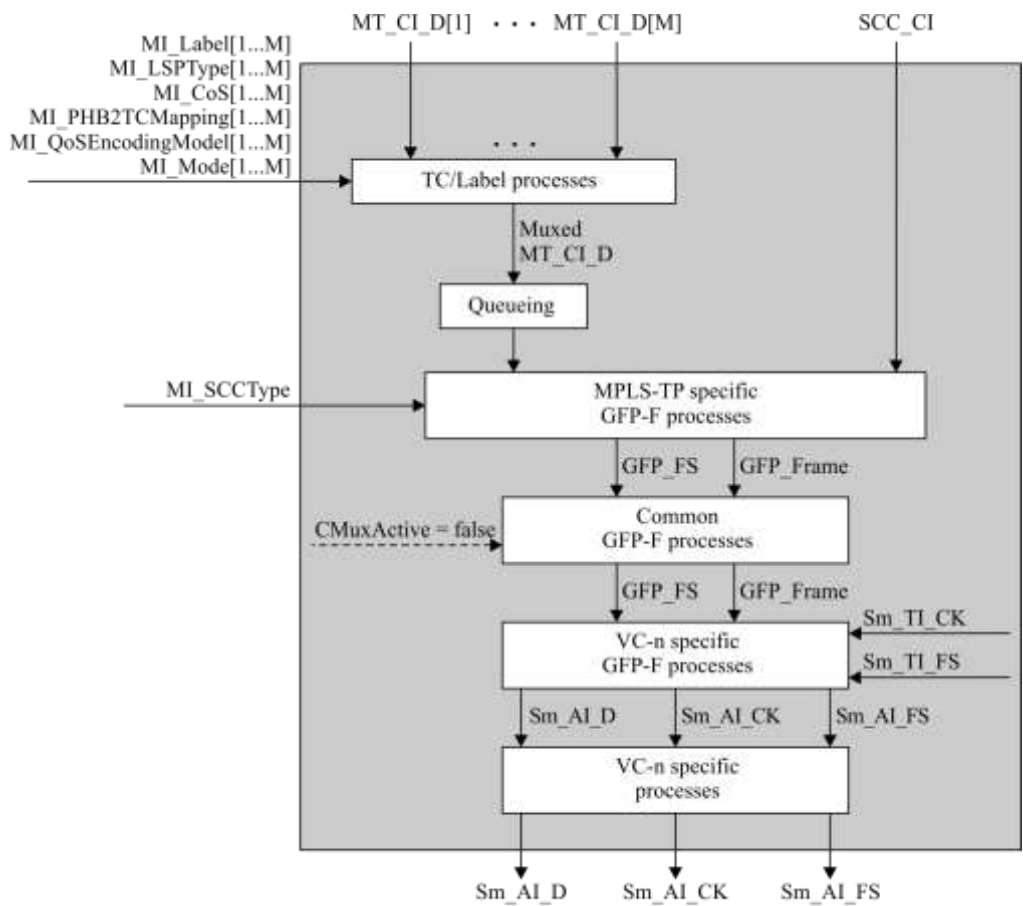 MT_CI_D[1] • • • MT_CI_D[M] SCC_CI
MI_Label[1...M]
MI_LSPType[1...M]
MI_CoS[1...M]
MI_PHB2TCMapping[1...M]
MI_QoSEncodingModel[1...M]
MI_Mode[1...M]
• • •
TC/Label processes
Muxed
MT_CI_D
Queueing
MI_SCCType
MPLS-TP specific
GFP-F processes
GFP_FS GFP_Frame
CMuxActive = false
Common
GFP-F processes
GFP_FS GFP_Frame
VC-n specific
GFP-F processes
Sm_TI_CK
Sm_TI_FS
Sm_AI_D Sm_AI_CK Sm_AI_FS
VC-n specific
processes
Sm_AI_D Sm_AI_CK Sm_AI_FS